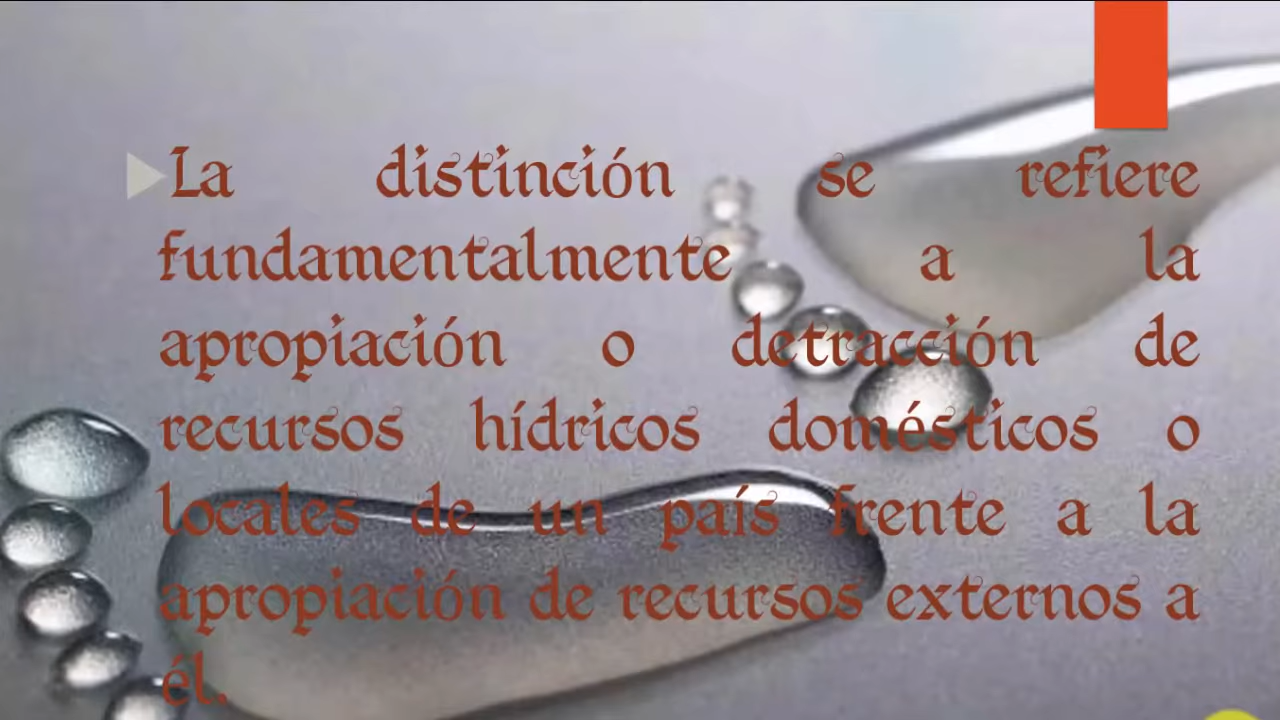 La distinción se refiere
fundamentalmente a la
apropiación o detracción de
recursos hídricos domésticos o
locales de un país frente a la
apropiación de recursos externos a
él.